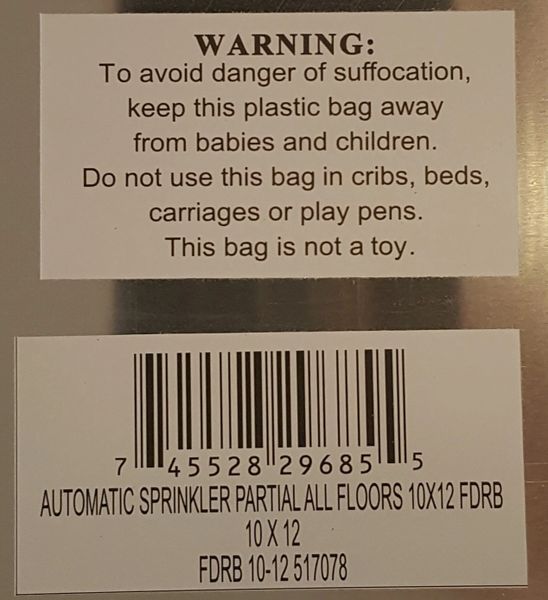 WARNING:
To avoid danger of suffocation,
keep this plastic bag away
from babies and children.
Do not use this bag in cribs, beds,
carriages or play pens.
This bag is not a toy.
7 45528 29685 5
AUTOMATIC SPRINKLER PARTIAL ALL FLOORS 10X12 FDRB
10 X 12
FDRB 10-12 517078